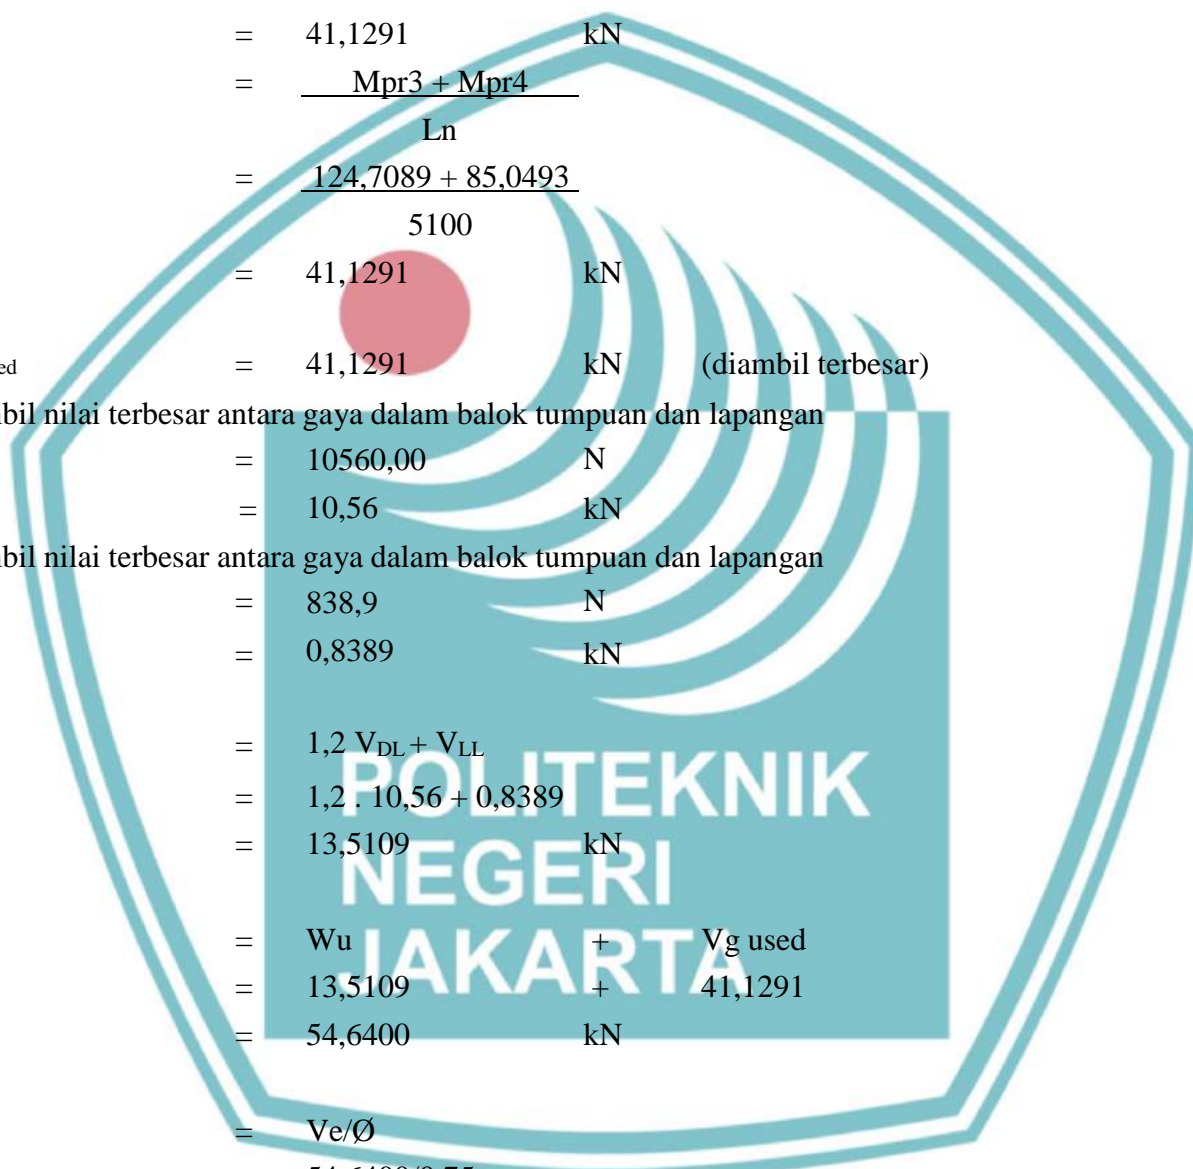 = 41,1291 kN
= Mpr3 + Mpr4
Ln
= 124,7089 + 85,0493
5100
= 41,1291 kN
= 41,1291 kN (diambil terbesar)
nilai terbesar antara gaya dalam balok tumpuan dan lapangan
= 10560,00 N
= 10,56 kN
nilai terbesar antara gaya dalam balok tumpuan dan lapangan
= 838,9 N
= 0,8389 kN
= 1,2 VDL + VLL
= 1,2 . 10,56 + 0,8389
= 13,5109 kN
= Wu + Vg used
= 13,5109 + 41,1291
= 54,6400 kN
= Ve/Ø
POLITEKNIK
NEGERI
JAKARTA